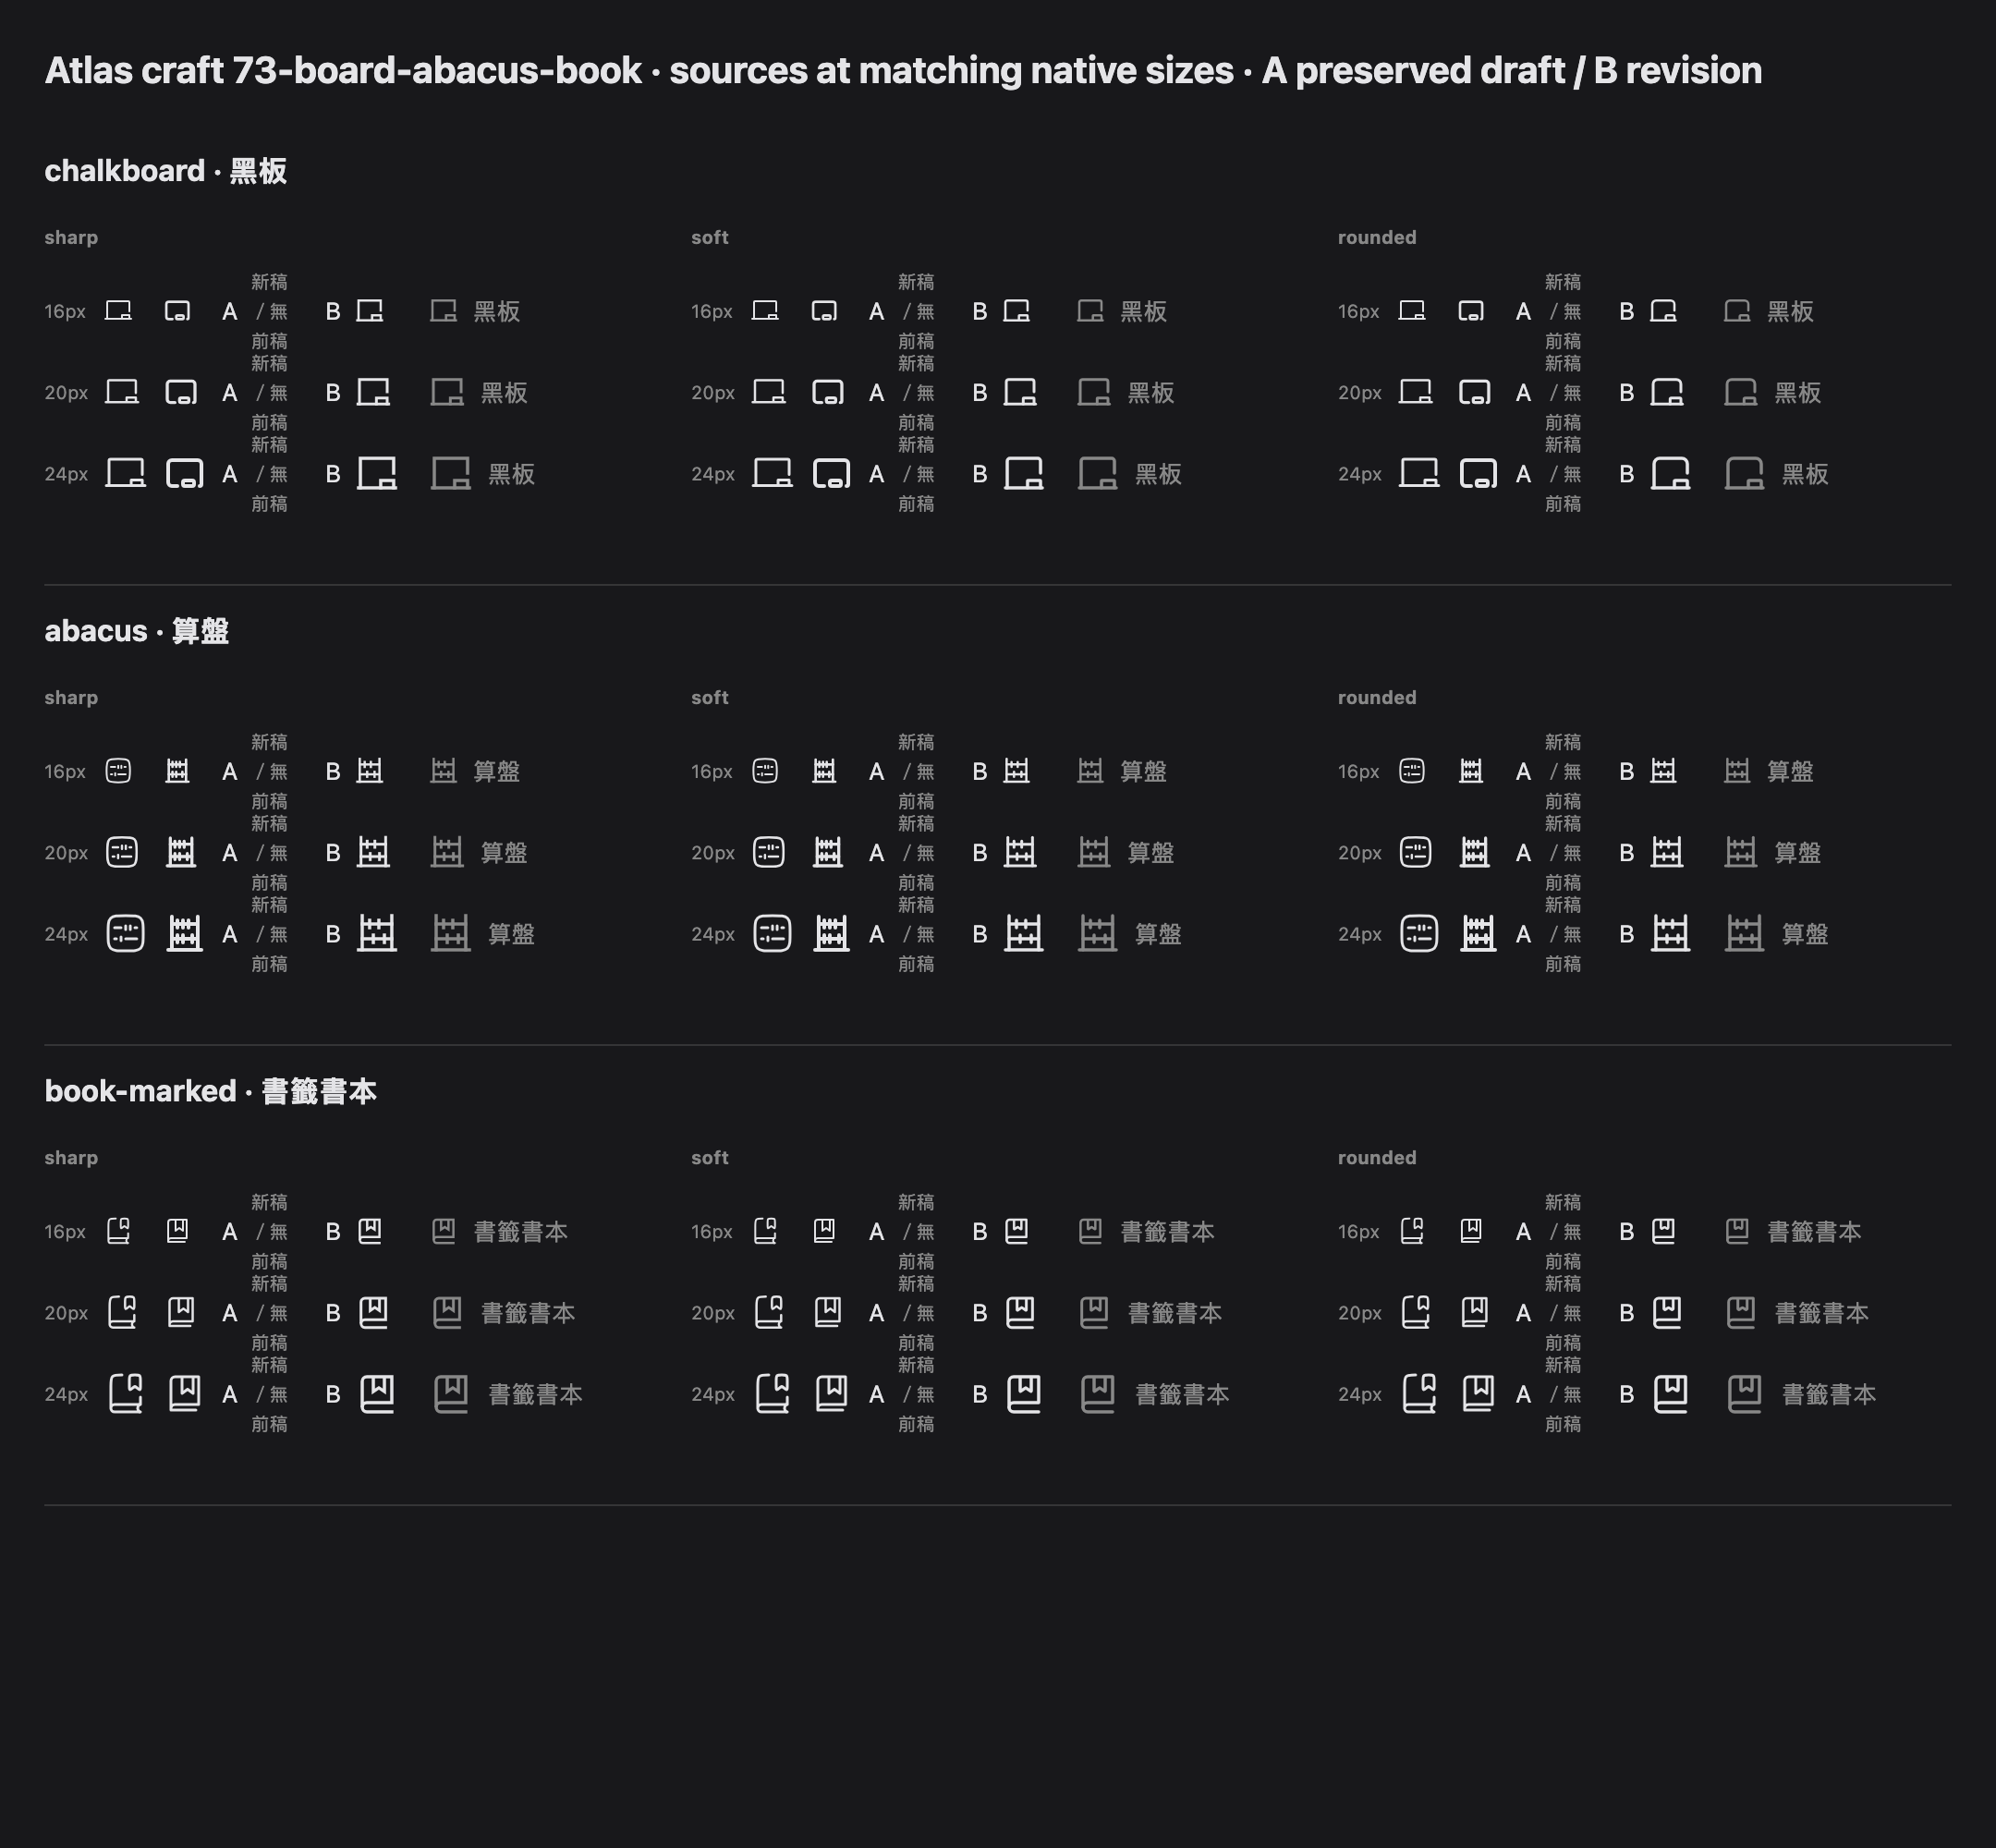 Atlas craft 73-board-abacus-book · sources at matching native sizes · A preserved draft / B revision
chalkboard · 黑板
sharp
16px A 新稿 / 無前稿 B 黑板
20px A 新稿 / 無前稿 B 黑板
24px A 新稿 / 無前稿 B 黑板
soft
16px A 新稿 / 無前稿 B 黑板
20px A 新稿 / 無前稿 B 黑板
24px A 新稿 / 無前稿 B 黑板
rounded
16px A 新稿 / 無前稿 B 黑板
20px A 新稿 / 無前稿 B 黑板
24px A 新稿 / 無前稿 B 黑板
abacus · 算盤
sharp
16px A 新稿 / 無前稿 B 算盤
20px A 新稿 / 無前稿 B 算盤
24px A 新稿 / 無前稿 B 算盤
soft
16px A 新稿 / 無前稿 B 算盤
20px A 新稿 / 無前稿 B 算盤
24px A 新稿 / 無前稿 B 算盤
rounded
16px A 新稿 / 無前稿 B 算盤
20px A 新稿 / 無前稿 B 算盤
24px A 新稿 / 無前稿 B 算盤
book-marked · 書籤書本
sharp
16px A 新稿 / 無前稿 B 書籤書本
20px A 新稿 / 無前稿 B 書籤書本
24px A 新稿 / 無前稿 B 書籤書本
soft
16px A 新稿 / 無前稿 B 書籤書本
20px A 新稿 / 無前稿 B 書籤書本
24px A 新稿 / 無前稿 B 書籤書本
rounded
16px A 新稿 / 無前稿 B 書籤書本
20px A 新稿 / 無前稿 B 書籤書本
24px A 新稿 / 無前稿 B 書籤書本